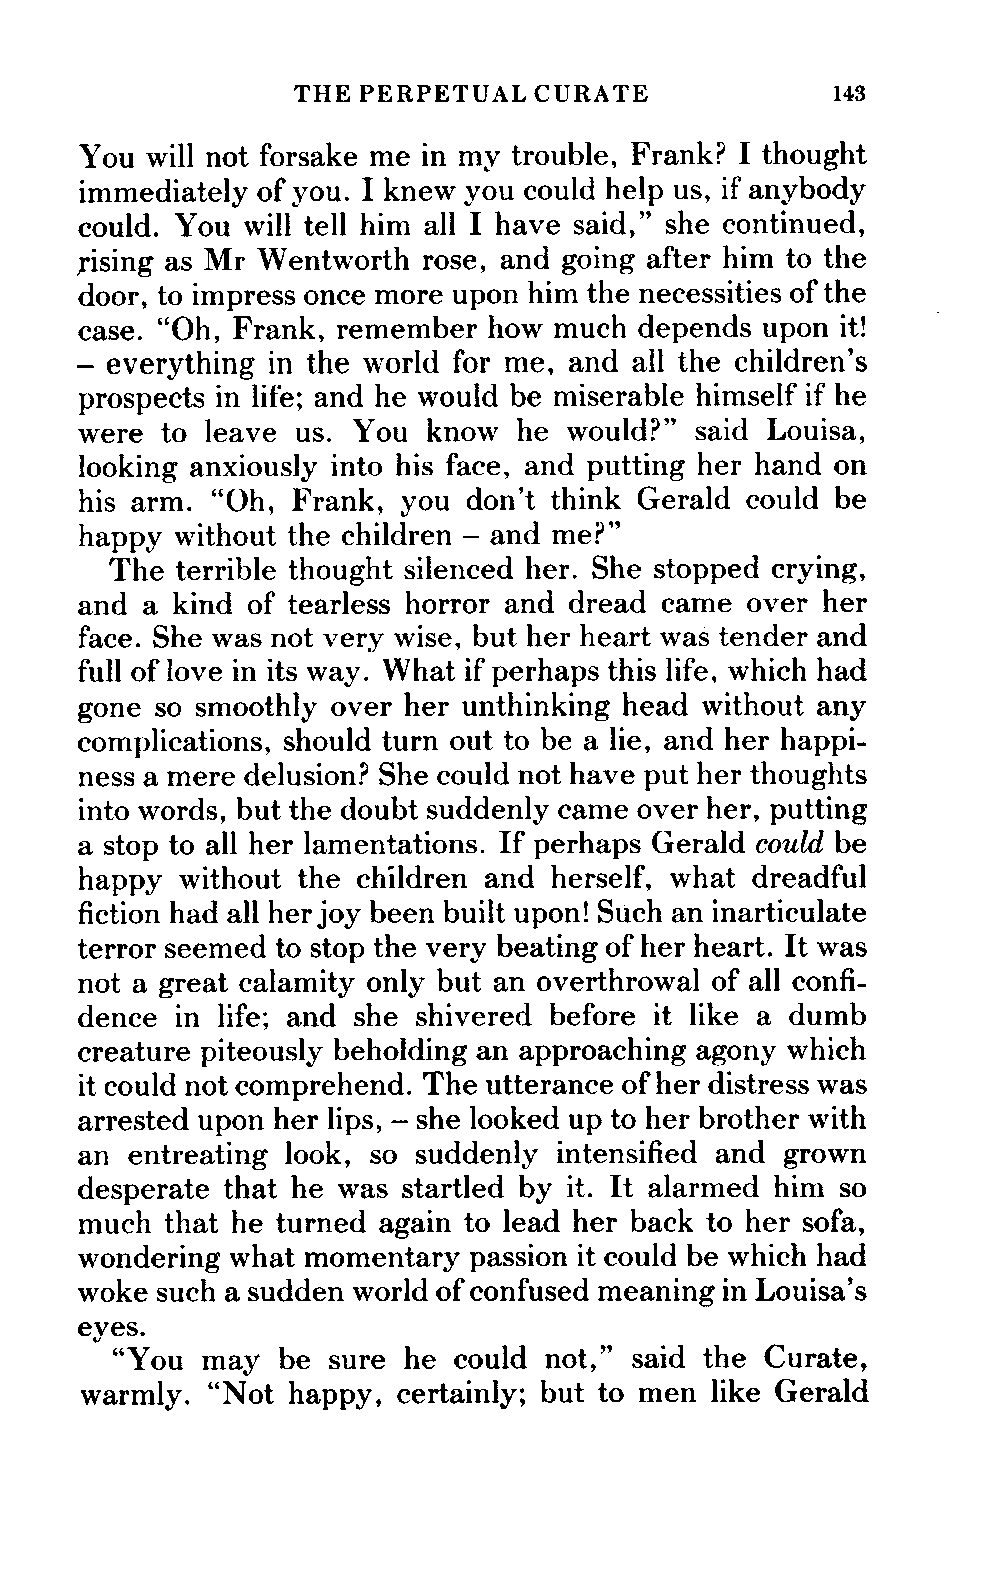 THE PERPETUAL CURATE 143
You will not forsake me in my trouble, Frank? I thought
immediately of you. I knew you could help us, if anybody
could. You will tell him all I have said,” she continued,
rising as Mr Wentworth rose, and going after him to the
door, to impress once more upon him the necessities of the
case. “Oh, Frank, remember how much depends upon it!
– everything in the world for me, and all the children’s
prospects in life; and he would be miserable himself if he
were to leave us. You know he would?” said Louisa,
looking anxiously into his face, and putting her hand on
his arm. “Oh, Frank, you don’t think Gerald could be
happy without the children – and me?”
The terrible thought silenced her. She stopped crying,
and a kind of tearless horror and dread came over her
face. She was not very wise, but her heart was tender and
full of love in its way. What if perhaps this life, which had
gone so smoothly over her unthinking head without any
complications, should turn out to be a lie, and her happi-
ness a mere delusion? She could not have put her thoughts
into words, but the doubt suddenly came over her, putting
a stop to all her lamentations. If perhaps Gerald could be
happy without the children and herself, what dreadful
fiction had all her joy been built upon! Such an inarticulate
terror seemed to stop the very beating of her heart. It was
not a great calamity only but an overthrowal of all confi-
dence in life; and she shivered before it like a dumb
creature piteously beholding an approaching agony which
it could not comprehend. The utterance of her distress was
arrested upon her lips, – she looked up to her brother with
an entreating look, so suddenly intensified and grown
desperate that he was startled by it. It alarmed him so
much that he turned again to lead her back to her sofa,
wondering what momentary passion it could be which had
woke such a sudden world of confused meaning in Louisa’s
eyes.
“You may be sure he could not,” said the Curate,
warmly. “Not happy, certainly; but to men like Gerald